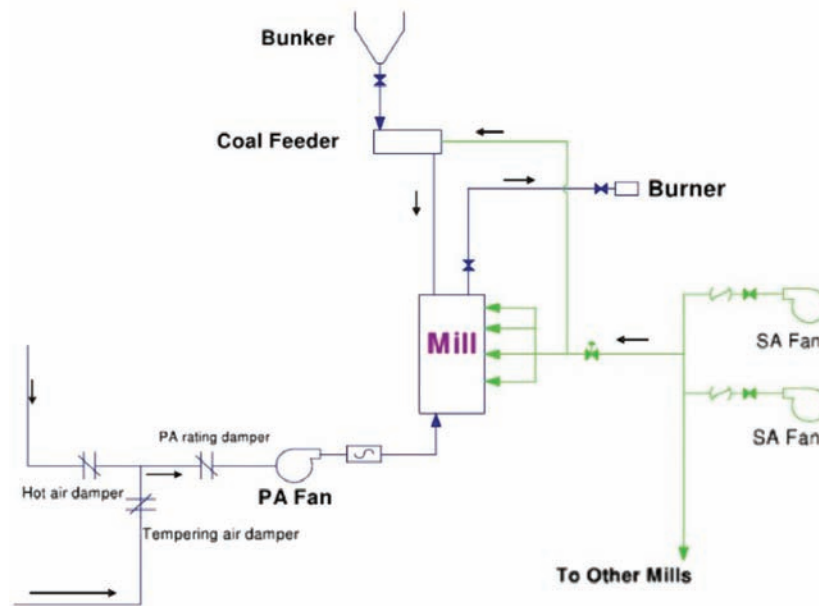 Bunker
Coal Feeder
Burner
Mill
SA Fan
SA Fan
PA rating damper
Hot air damper
PA Fan
Tempering air damper
To Other Mills